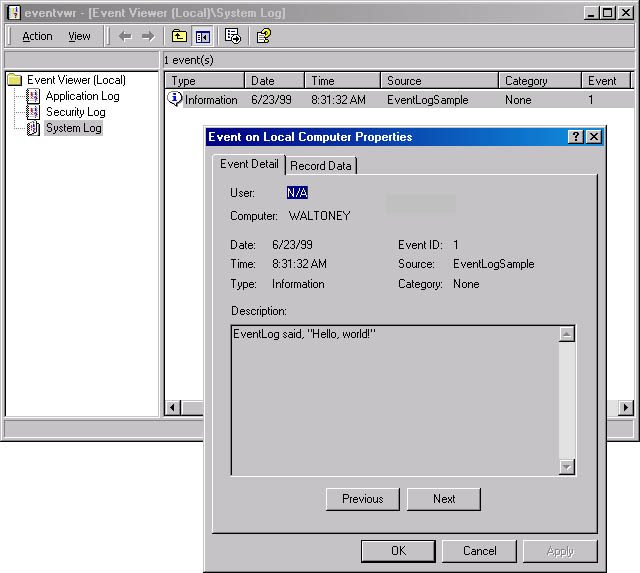 eventvwr - [Event Viewer (Local)\System Log]
Action View
1 event(s)
Event Viewer (Local)
Application Log
Security Log
System Log
Type Date Time Source Category Event
Information 6/23/99 8:31:32 AM EventLogSample None 1
Event on Local Computer Properties
Event Detail Record Data
User: N/A
Computer: WALTONEY
Date: 6/23/99 Event ID: 1
Time: 8:31:32 AM Source: EventLogSample
Type: Information Category: None
Description:
EventLog said, "Hello, world!"
Previous Next
OK Cancel Apply